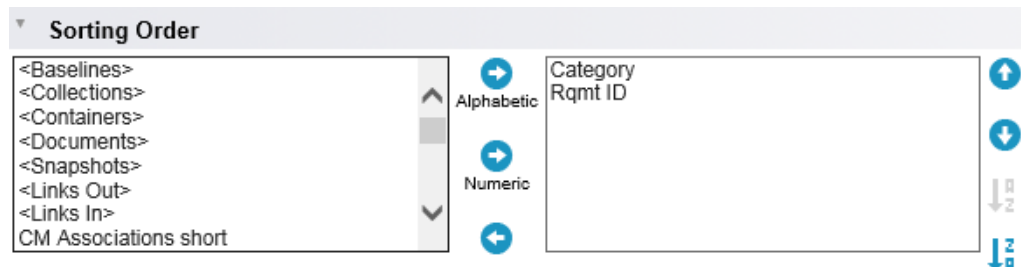 Sorting Order
<Baselines>
<Collections>
<Containers>
<Documents>
<Snapshots>
<Links Out>
<Links In>
CM Associations short
Alphabetic
Numeric
Category
Rqmt ID
A
Z
Z
A